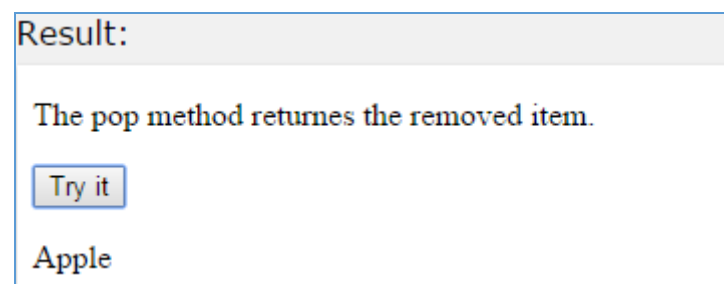 Result:
The pop method returnes the removed item.
Try it
Apple